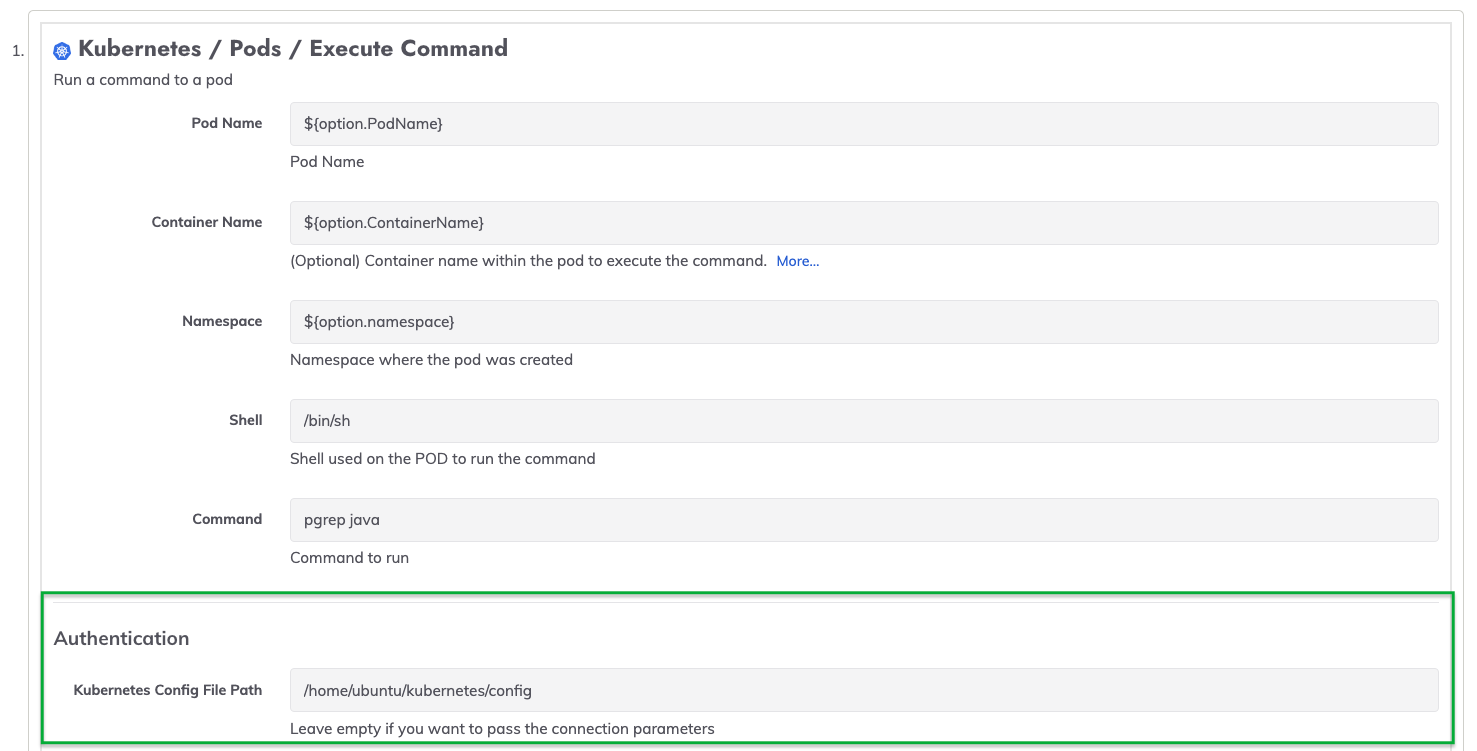 1.
Kubernetes / Pods / Execute Command
Run a command to a pod
Pod Name
${option.PodName}
Pod Name
Container Name
${option.ContainerName}
(Optional) Container name within the pod to execute the command. More...
Namespace
${option.namespace}
Namespace where the pod was created
Shell
/bin/sh
Shell used on the POD to run the command
Command
pgrep java
Command to run
Authentication
Kubernetes Config File Path
/home/ubuntu/kubernetes/config
Leave empty if you want to pass the connection parameters